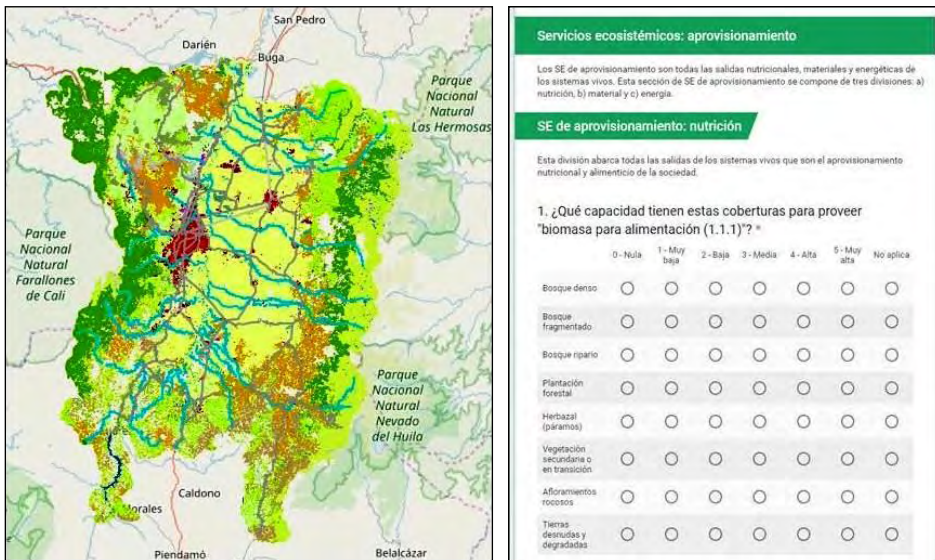 San Pedro
Darién
Buga
Parque
Nacional
Natural
Las Hermosas
Parque
Nacional
Natural
Farallones
de Cali
Parque
Nacional
Natural
Nevado
del Huila
Caldono
Morales
Piendamó
Belalcázar
Servicios ecosistémicos: aprovisionamiento
Los SE de aprovisionamiento son todas las salidas nutricionales, materiales y energéticas de
los sistemas vivos. Esta sección de SE de aprovisionamiento se compone de tres divisiones: a)
nutrición, b) material y c) energía.
SE de aprovisionamiento: nutrición
Esta división abarca todas las salidas de los sistemas vivos que son el aprovisionamiento
nutricional y alimenticio de la sociedad.
1. ¿Qué capacidad tienen estas coberturas para proveer
"biomasa para alimentación (1.1.1)"? *
0 - Nula 1 - Muy baja 2 - Baja 3 - Media 4 - Alta 5 - Muy alta No aplica
Bosque denso
Bosque
fragmentado
Bosque ripario
Plantación
forestal
Herbazal
(páramos)
Vegetación
secundaria o
en transición
Afloramientos
rocosos
Tierras
desnudas y
degradadas